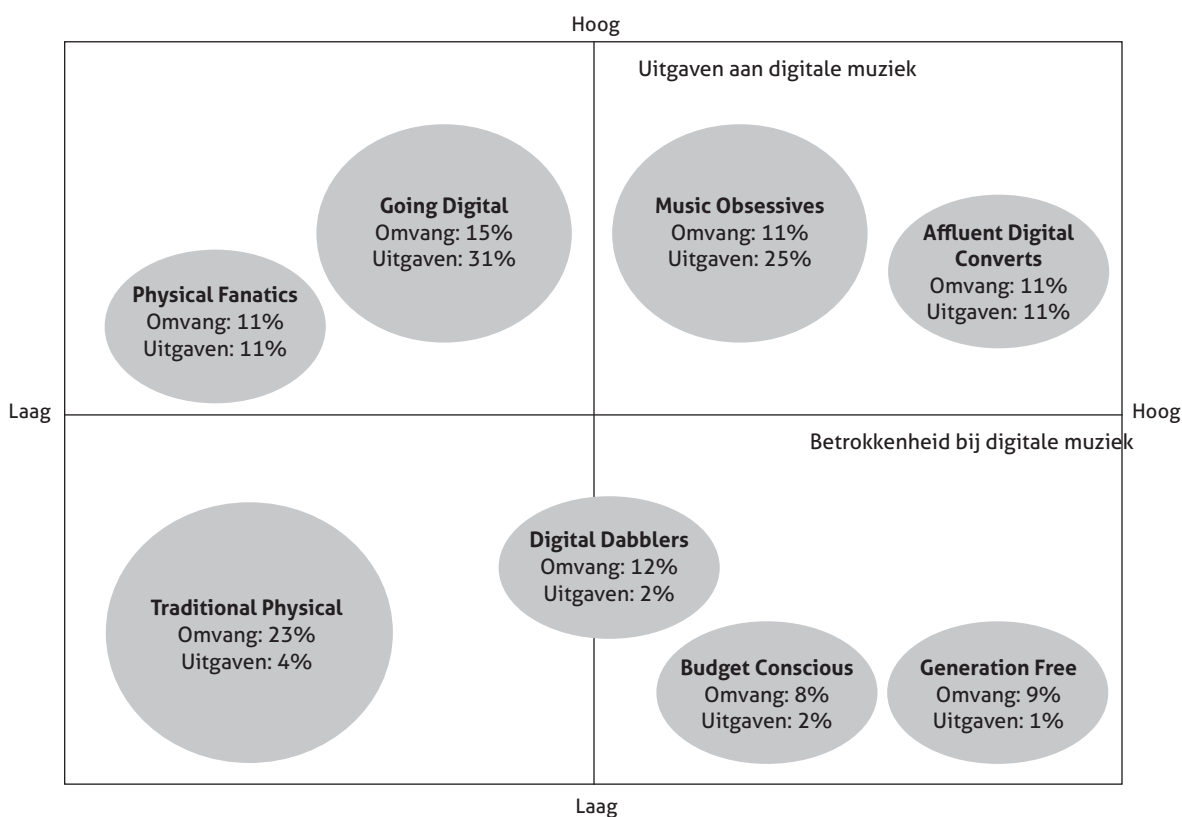 Hoog
Uitgaven aan digitale muziek
Going Digital
Omvang: 15%
Uitgaven: 31%
Music Obsessives
Omvang: 11%
Uitgaven: 25%
Affluent Digital
Converts
Omvang: 11%
Uitgaven: 11%
Physical Fanatics
Omvang: 11%
Uitgaven: 11%
Laag
Hoog
Betrokkenheid bij digitale muziek
Digital Dabblers
Omvang: 12%
Uitgaven: 2%
Traditional Physical
Omvang: 23%
Uitgaven: 4%
Budget Conscious
Omvang: 8%
Uitgaven: 2%
Generation Free
Omvang: 9%
Uitgaven: 1%
Laag